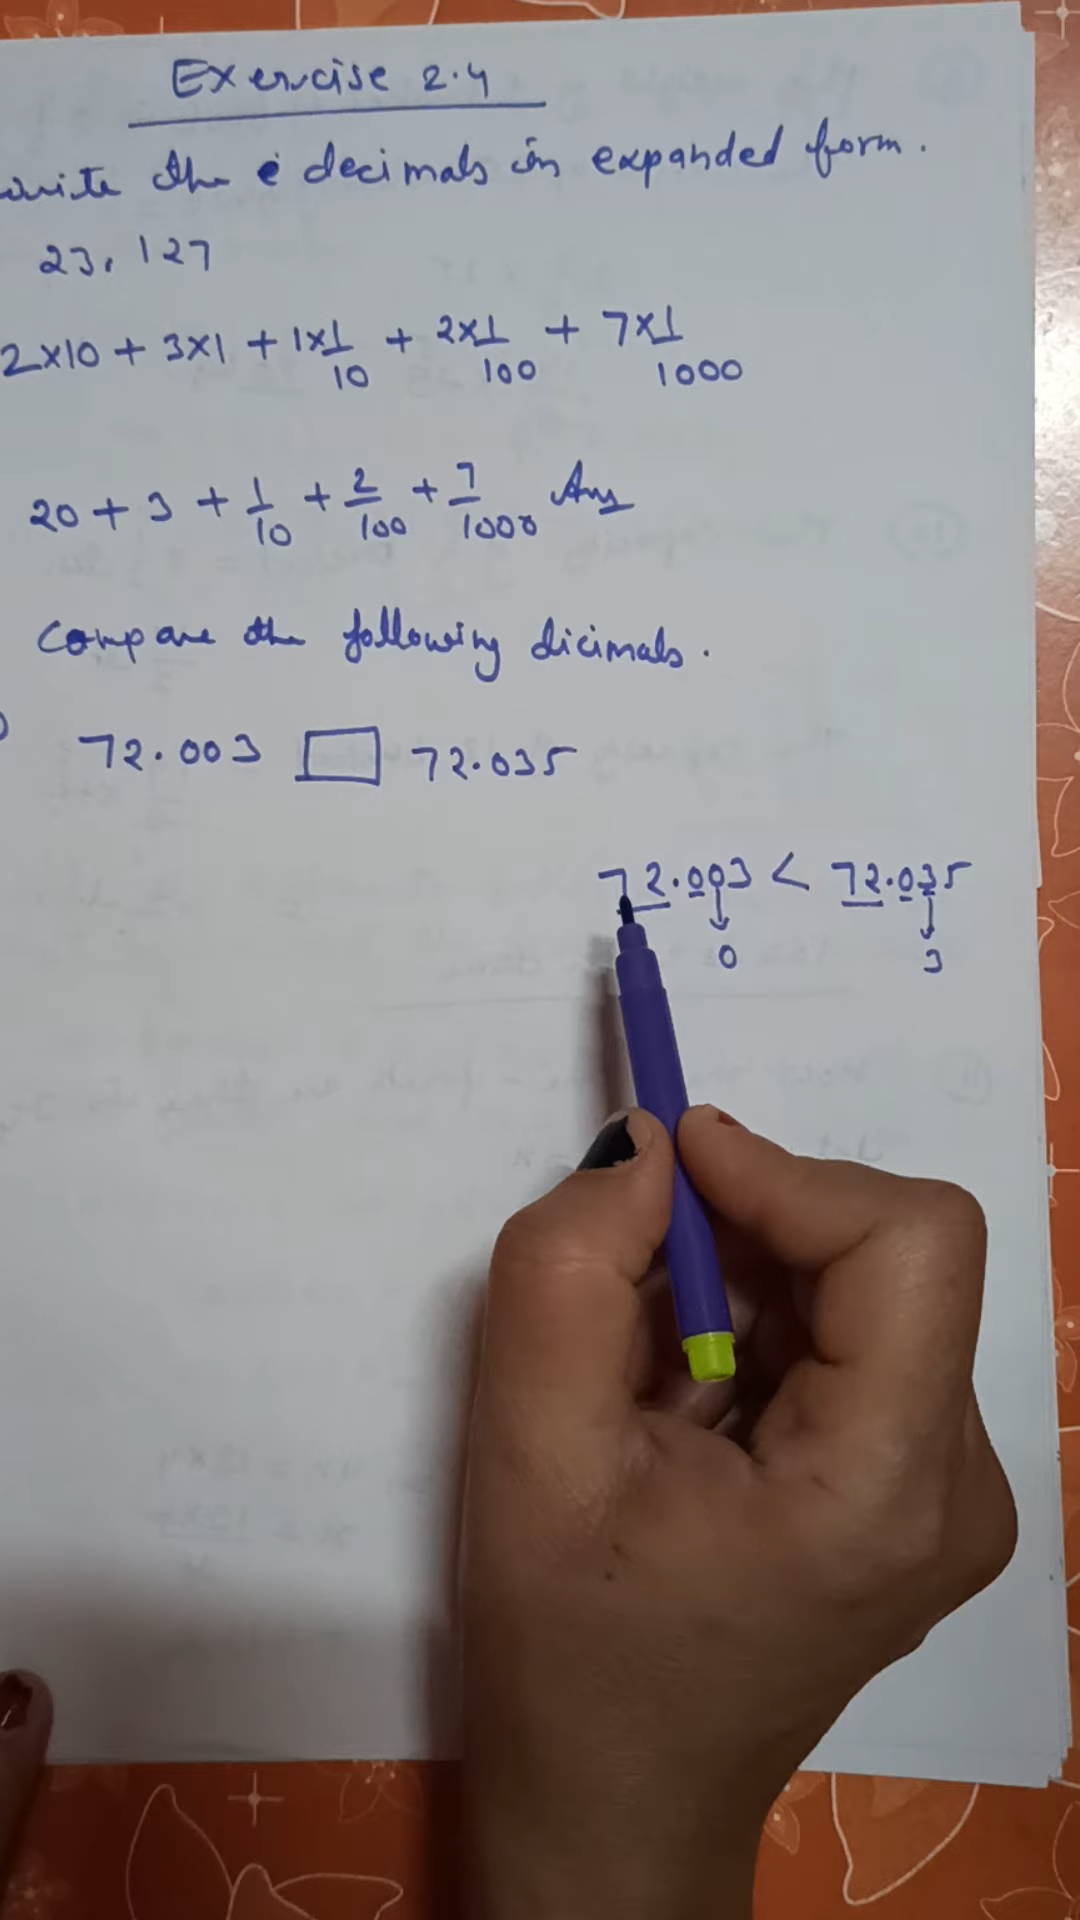 Exercise 2.4
write the decimals in expanded form.
23.127
2×10 + 3×1 + 1×1/10 + 2×1/100 + 7×1/1000
20 + 3 + 1/10 + 2/100 + 7/1000 Ans
Compare the following dicimals.
72.003 □ 72.035
72.003 < 72.035
0 3